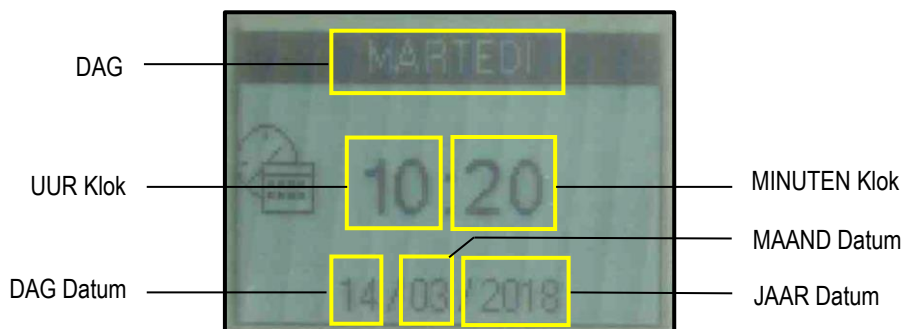 DAG
MARTEDI
UUR Klok
10:20
MINUTEN Klok
MAAND Datum
DAG Datum
14/03/2018
JAAR Datum